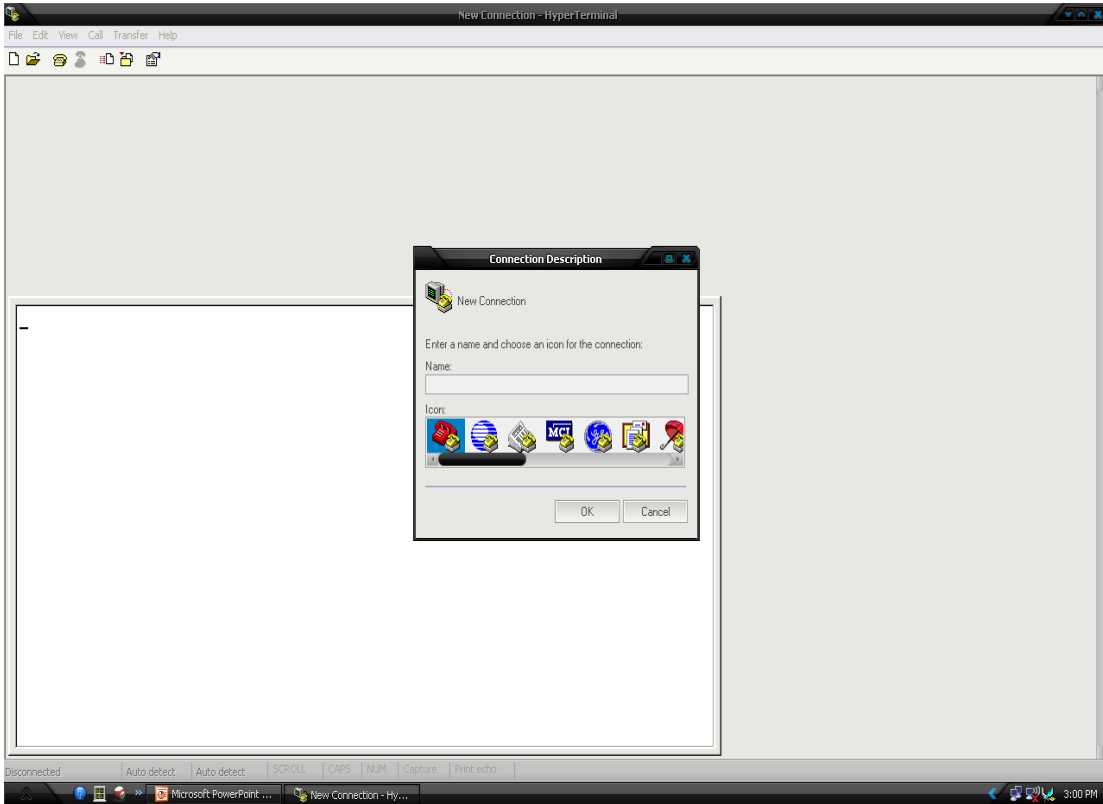 New Connection - HyperTerminal
File Edit View Call Transfer Help
Connection Description
New Connection
Enter a name and choose an icon for the connection:
Name:
Icon:
MCI
OK Cancel
Disconnected Auto detect Auto detect SCROLL CAPS NUM Capture Print echo
» Microsoft PowerPoint ... New Connection - Hy... 3:00 PM